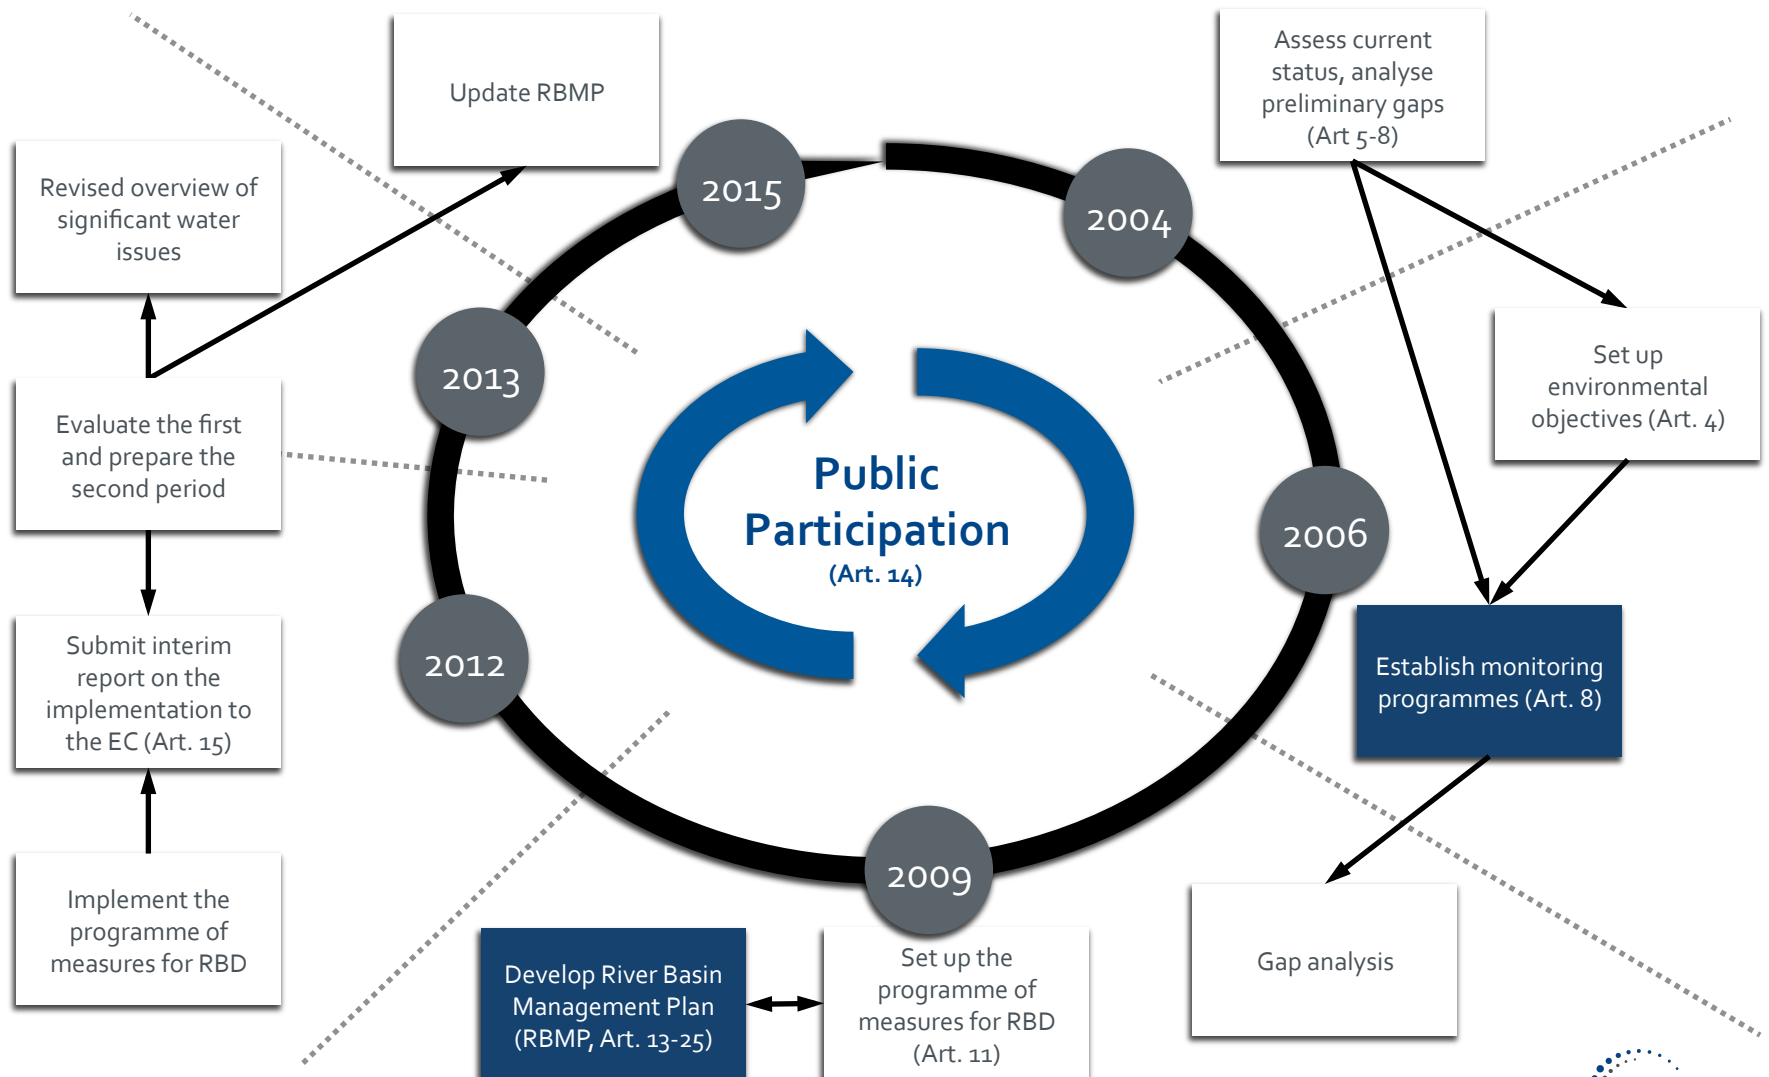 Update RBMP
Assess current
status, analyse
preliminary gaps
(Art 5-8)
Revised overview of
significant water
issues
2015
2004
2013
Set up
environmental
objectives (Art. 4)
Evaluate the first
and prepare the
second period
Public
Participation
(Art. 14)
2006
Submit interim
report on the
implementation to
the EC (Art. 15)
2012
Establish monitoring
programmes (Art. 8)
2009
Implement the
programme of
measures for RBD
Develop River Basin
Management Plan
(RBMP, Art. 13-25)
Set up the
programme of
measures for RBD
(Art. 11)
Gap analysis